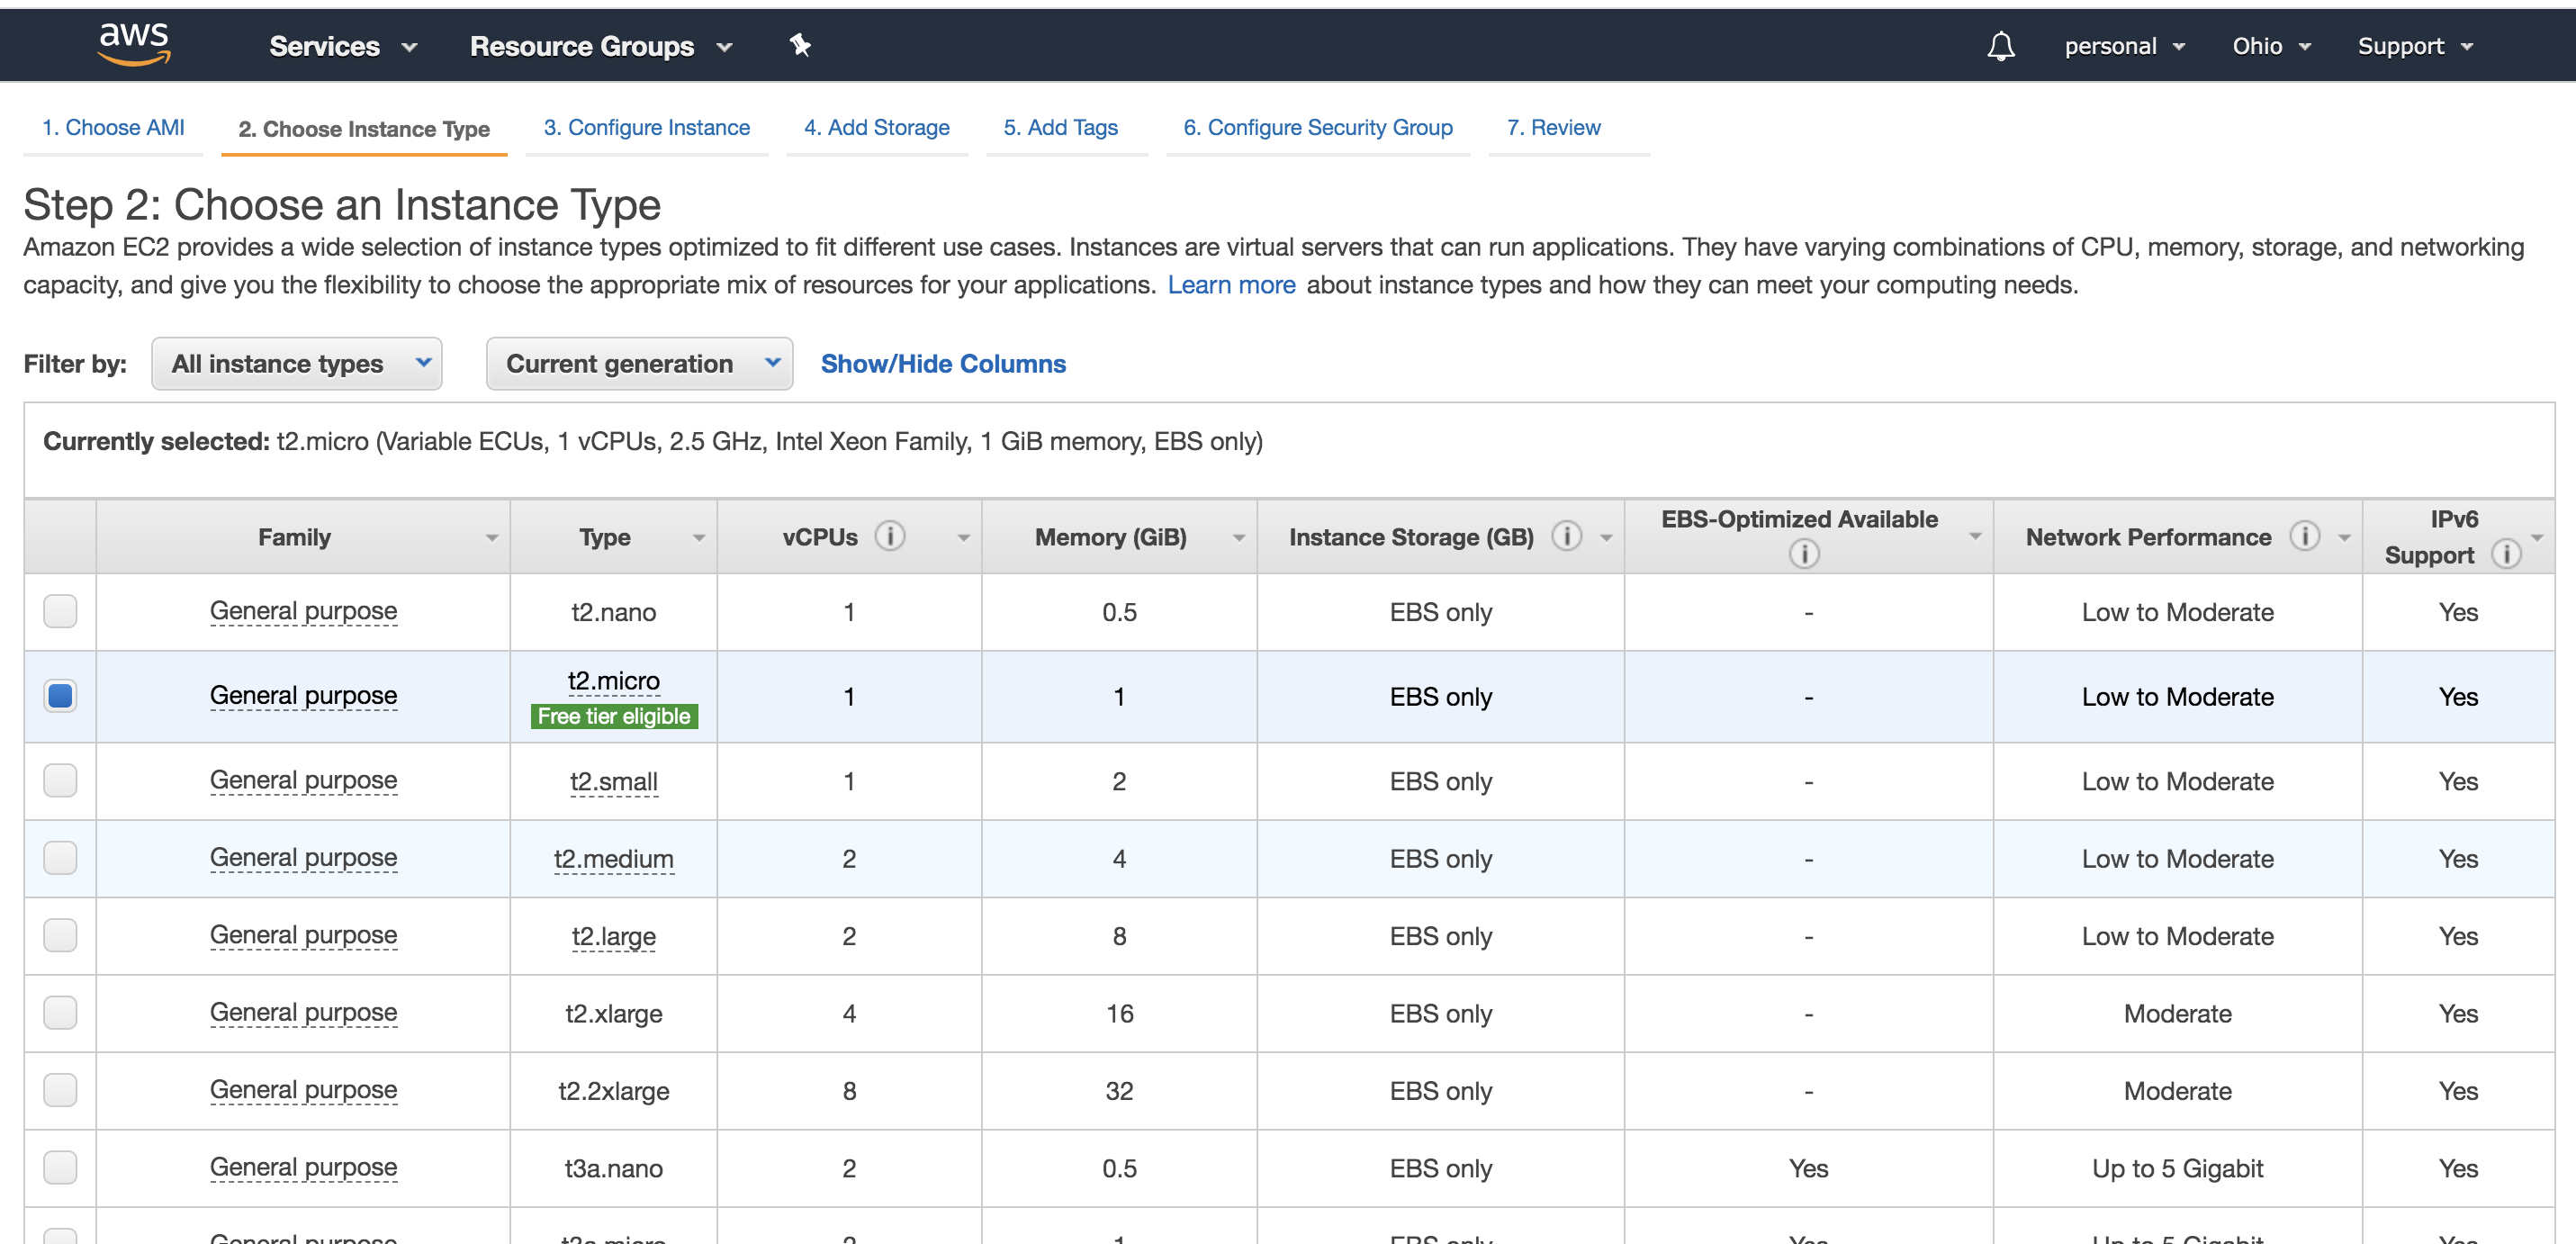 aws Services Resource Groups personal Ohio Support
1. Choose AMI 2. Choose Instance Type 3. Configure Instance 4. Add Storage 5. Add Tags 6. Configure Security Group 7. Review
Step 2: Choose an Instance Type
Amazon EC2 provides a wide selection of instance types optimized to fit different use cases. Instances are virtual servers that can run applications. They have varying combinations of CPU, memory, storage, and networking
capacity, and give you the flexibility to choose the appropriate mix of resources for your applications. Learn more about instance types and how they can meet your computing needs.
Filter by: All instance types Current generation Show/Hide Columns
Currently selected: t2.micro (Variable ECUs, 1 vCPUs, 2.5 GHz, Intel Xeon Family, 1 GiB memory, EBS only)
Family Type vCPUs Memory (GiB) Instance Storage (GB) EBS-Optimized Available Network Performance IPv6 Support
General purpose t2.nano 1 0.5 EBS only - Low to Moderate Yes
General purpose t2.micro 1 1 EBS only - Low to Moderate Yes
Free tier eligible
General purpose t2.small 1 2 EBS only - Low to Moderate Yes
General purpose t2.medium 2 4 EBS only - Low to Moderate Yes
General purpose t2.large 2 8 EBS only - Low to Moderate Yes
General purpose t2.xlarge 4 16 EBS only - Moderate Yes
General purpose t2.2xlarge 8 32 EBS only - Moderate Yes
General purpose t3a.nano 2 0.5 EBS only Yes Up to 5 Gigabit Yes
General purpose t3a.micro 2 1 EBS only Yes Up to 5 Gigabit Yes